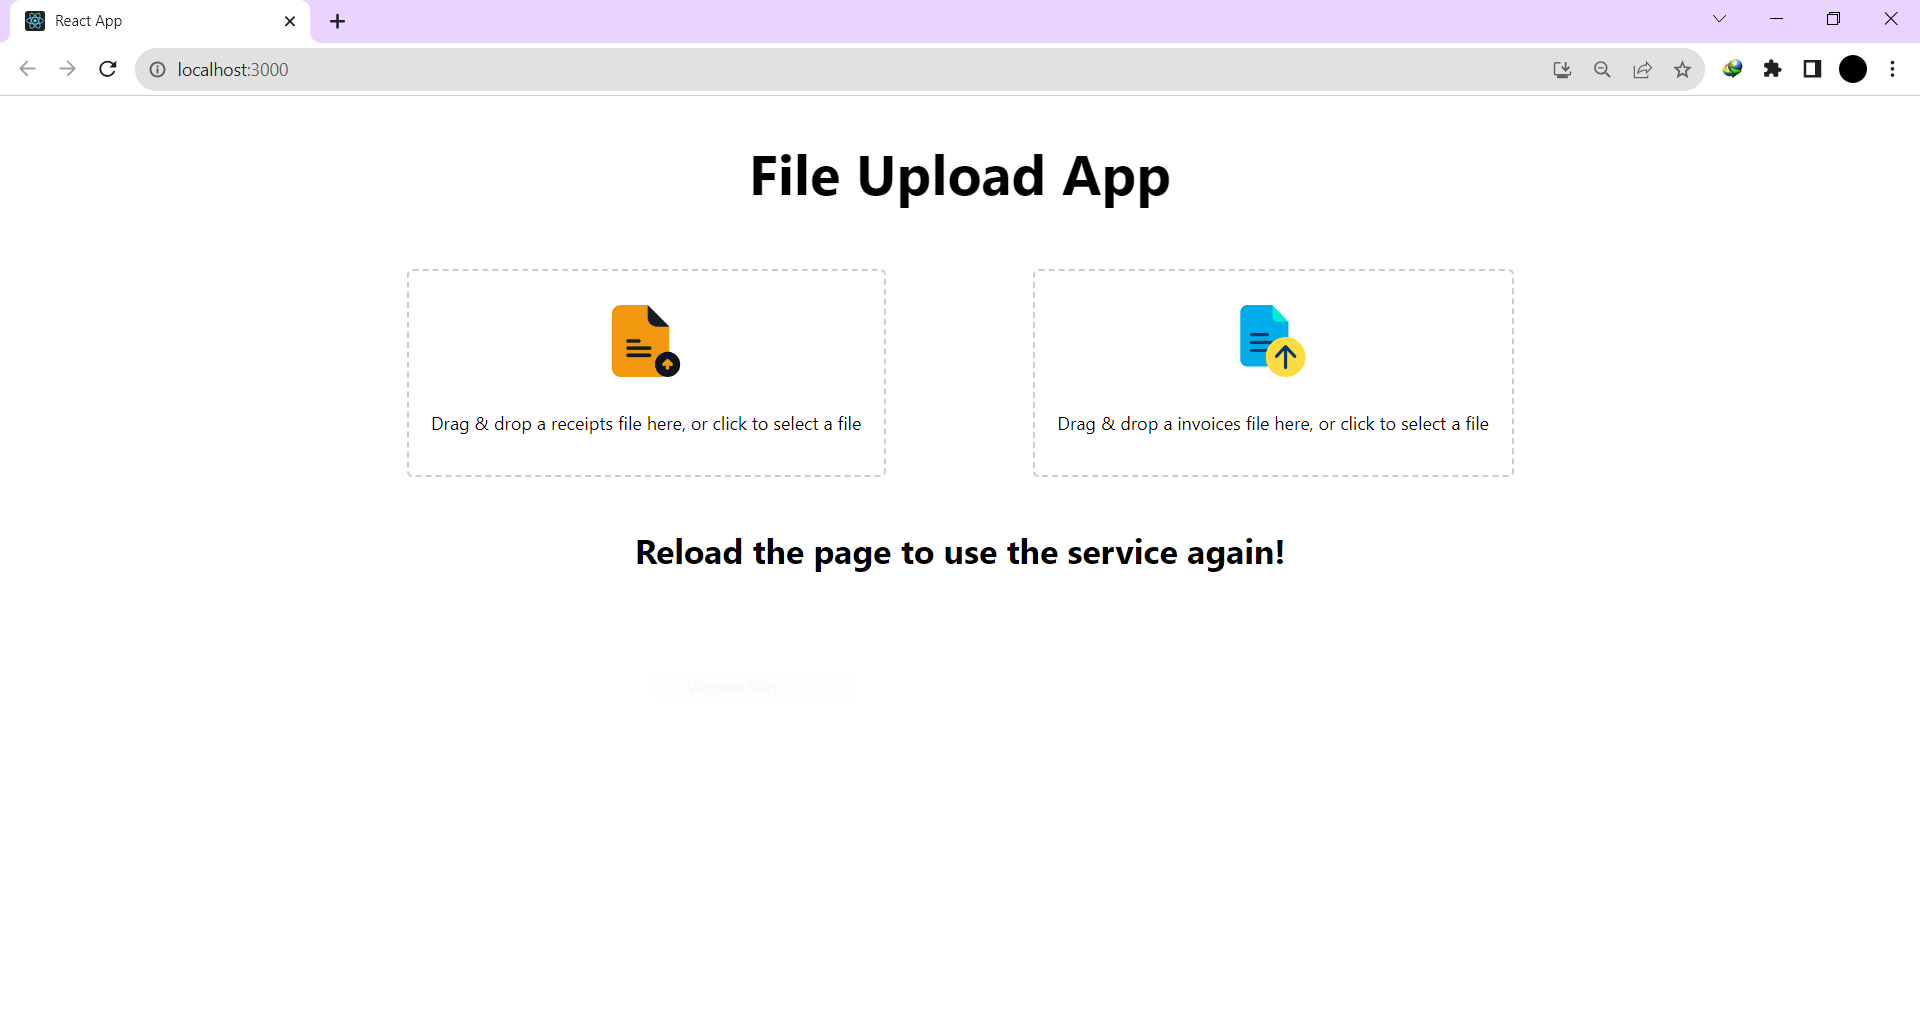 React App
localhost:3000
File Upload App
Drag & drop a receipts file here, or click to select a file
Drag & drop a invoices file here, or click to select a file
Reload the page to use the service again!
Window Snip